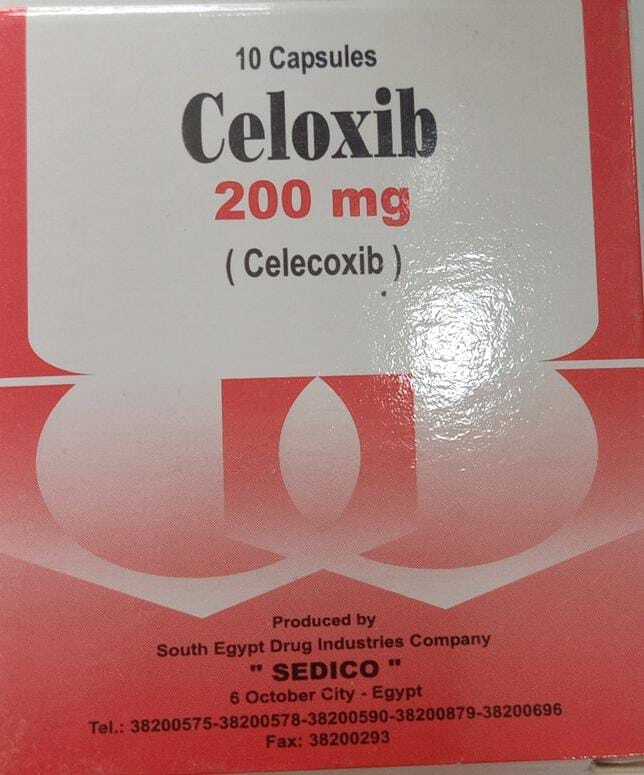 10 Capsules
Celoxib
200 mg
( Celecoxib )
Produced by
South Egypt Drug Industries Company
" SEDICO "
6 October City - Egypt
Tel.: 38200575-38200578-38200590-38200879-38200696
Fax: 38200293